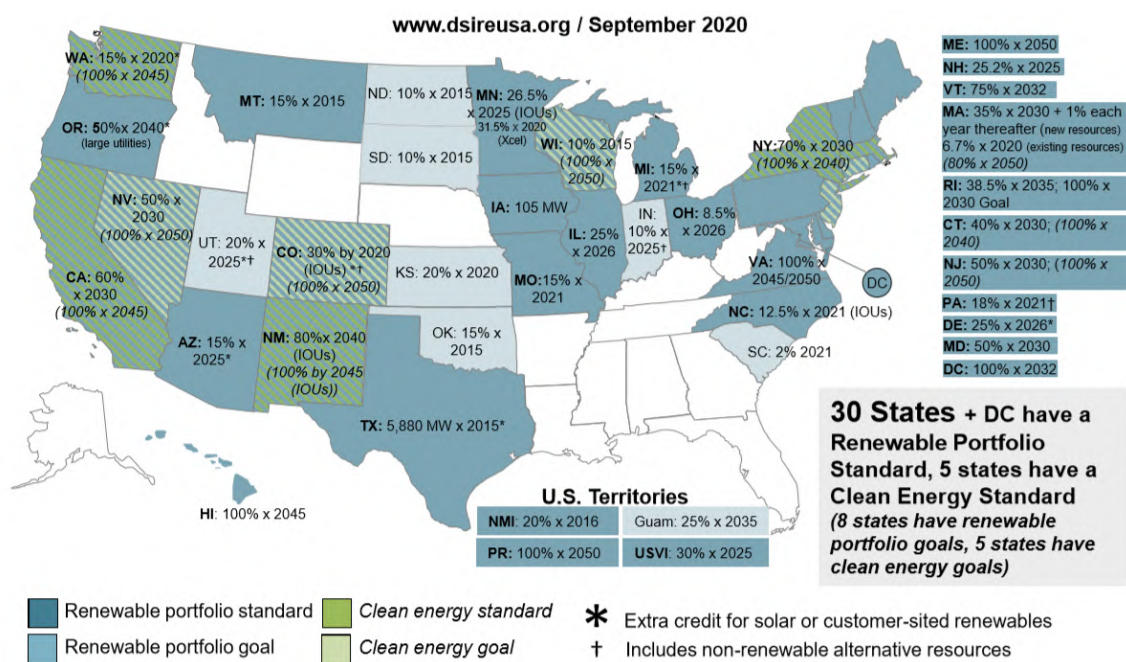 www.dsireusa.org / September 2020
WA: 15% x 2020*
(100% x 2045)
OR: 50%x 2040*
(large utilities)
MT: 15% x 2015
ND: 10% x 2015
SD: 10% x 2015
MN: 26.5%
x 2025 (IOUs)
31.5% x 2020
(Xcel)
WI: 10% 2015
(100% x
2050)
MI: 15% x
2021*†
NY:70% x 2030
(100% x 2040)
NV: 50% x
2030
(100% x 2050)
UT: 20% x
2025*†
CO: 30% by 2020
(IOUs) *†
(100% x 2050)
KS: 20% x 2020
IA: 105 MW
IL: 25%
x 2026
IN:
10% x
2025†
OH: 8.5%
x 2026
MO:15% x
2021
VA: 100% x
2045/2050
DC
NC: 12.5% x 2021 (IOUs)
SC: 2% 2021
CA: 60%
x 2030
(100% x 2045)
AZ: 15% x
2025*
NM: 80%x 2040
(IOUs)
(100% by 2045
(IOUs))
OK: 15% x
2015
TX: 5,880 MW x 2015*
HI: 100% x 2045
ME: 100% x 2050
NH: 25.2% x 2025
VT: 75% x 2032
MA: 35% x 2030 + 1% each
year thereafter (new resources)
6.7% x 2020 (existing resources)
(80% x 2050)
RI: 38.5% x 2035; 100% x
2030 Goal
CT: 40% x 2030; (100% x
2040)
NJ: 50% x 2030; (100% x
2050)
PA: 18% x 2021†
DE: 25% x 2026*
MD: 50% x 2030
DC: 100% x 2032
30 States + DC have a
Renewable Portfolio
Standard, 5 states have a
Clean Energy Standard
(8 states have renewable
portfolio goals, 5 states have
clean energy goals)
U.S. Territories
NMI: 20% x 2016
Guam: 25% x 2035
PR: 100% x 2050
USVI: 30% x 2025
Renewable portfolio standard
Clean energy standard
* Extra credit for solar or customer-sited renewables
Renewable portfolio goal
Clean energy goal
† Includes non-renewable alternative resources